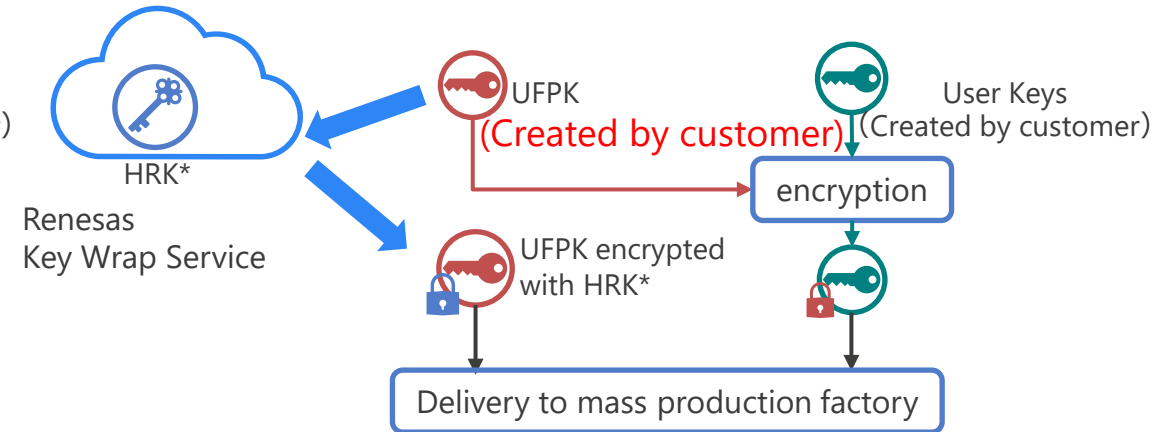 )
HRK*
Renesas
Key Wrap Service
UFPK
(Created by customer)
User Keys
(Created by customer)
encryption
UFPK encrypted
with HRK*
Delivery to mass production factory